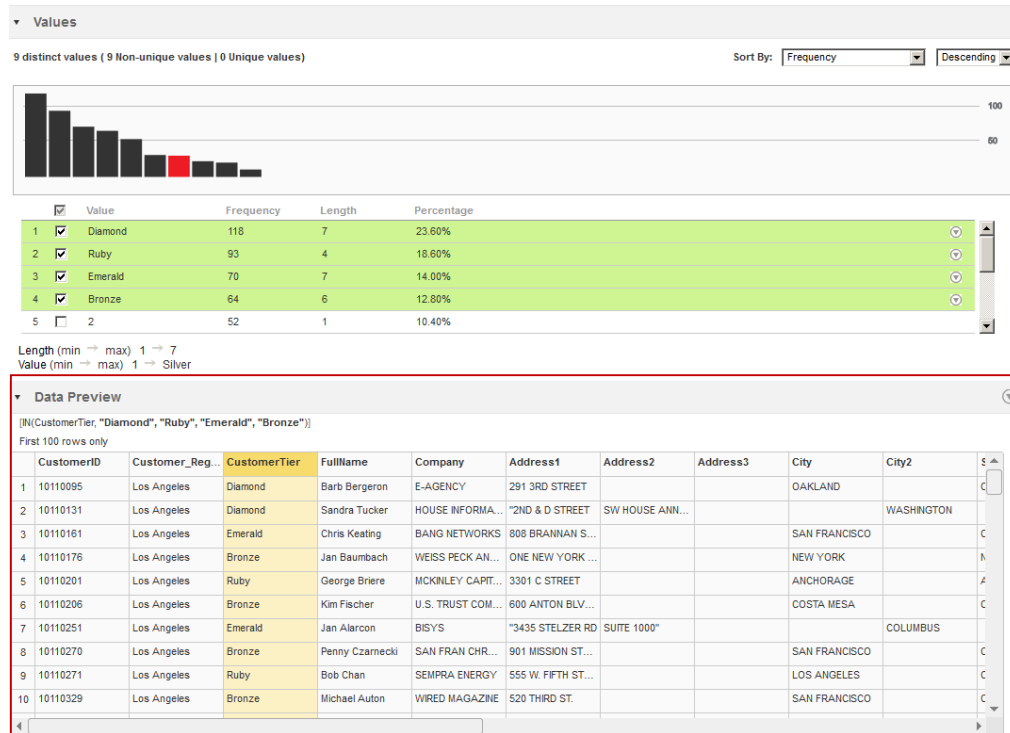 Values
9 distinct values ( 9 Non-unique values | 0 Unique values) Sort By: Frequency Descending
100
50
Value Frequency Length Percentage
1 Diamond 118 7 23.60%
2 Ruby 93 4 18.60%
3 Emerald 70 7 14.00%
4 Bronze 64 6 12.80%
5 2 52 1 10.40%
Length (min → max) 1 → 7
Value (min → max) 1 → Silver
Data Preview
[IN(CustomerTier, "Diamond", "Ruby", "Emerald", "Bronze")]
First 100 rows only
CustomerID Customer_Reg... CustomerTier FullName Company Address1 Address2 Address3 City City2
1 10110095 Los Angeles Diamond Barb Bergeron E-AGENCY 291 3RD STREET OAKLAND
2 10110131 Los Angeles Diamond Sandra Tucker HOUSE INFORMA... "2ND & D STREET SW HOUSE ANN... WASHINGTON
3 10110161 Los Angeles Emerald Chris Keating BANG NETWORKS 808 BRANNAN S... SAN FRANCISCO
4 10110176 Los Angeles Bronze Jan Baumbach WEISS PECK AN... ONE NEW YORK ... NEW YORK
5 10110201 Los Angeles Ruby George Briere MCKINLEY CAPIT... 3301 C STREET ANCHORAGE
6 10110206 Los Angeles Bronze Kim Fischer U.S. TRUST COM... 600 ANTON BLV... COSTA MESA
7 10110251 Los Angeles Emerald Jan Alarcon BISYS "3435 STELZER RD SUITE 1000" COLUMBUS
8 10110270 Los Angeles Bronze Penny Czarnecki SAN FRAN CHR... 901 MISSION ST... SAN FRANCISCO
9 10110271 Los Angeles Ruby Bob Chan SEMPRA ENERGY 555 W. FIFTH ST... LOS ANGELES
10 10110329 Los Angeles Bronze Michael Auton WIRED MAGAZINE 520 THIRD ST. SAN FRANCISCO